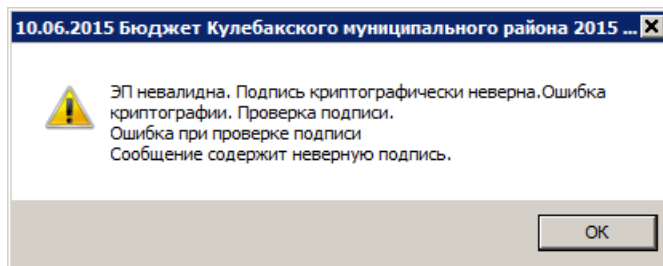 10.06.2015 Бюджет Кулебакского муниципального района 2015 ...
ЭП невалидна. Подпись криптографически неверна.Ошибка
криптографии. Проверка подписи.
Ошибка при проверке подписи
Сообщение содержит неверную подпись.
OK